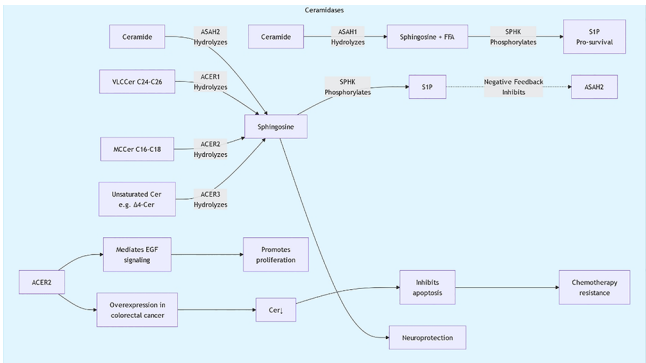 Ceramidases
Ceramide
ASAH2
Hydrolyzes
Ceramide
ASAH1
Hydrolyzes
Sphingosine + FFA
SPHK
Phosphorylates
S1P
Pro-survival
VLCCer C24-C26
ACER1
Hydrolyzes
SPHK
Phosphorylates
S1P
Negative Feedback
Inhibits
ASAH2
Sphingosine
MCCer C16-C18
ACER2
Hydrolyzes
Unsaturated Cer
e.g. Δ4-Cer
ACER3
Hydrolyzes
ACER2
Mediates EGF
signaling
Promotes
proliferation
Overexpression in
colorectal cancer
Cer↓
Inhibits
apoptosis
Chemotherapy
resistance
Neuroprotection